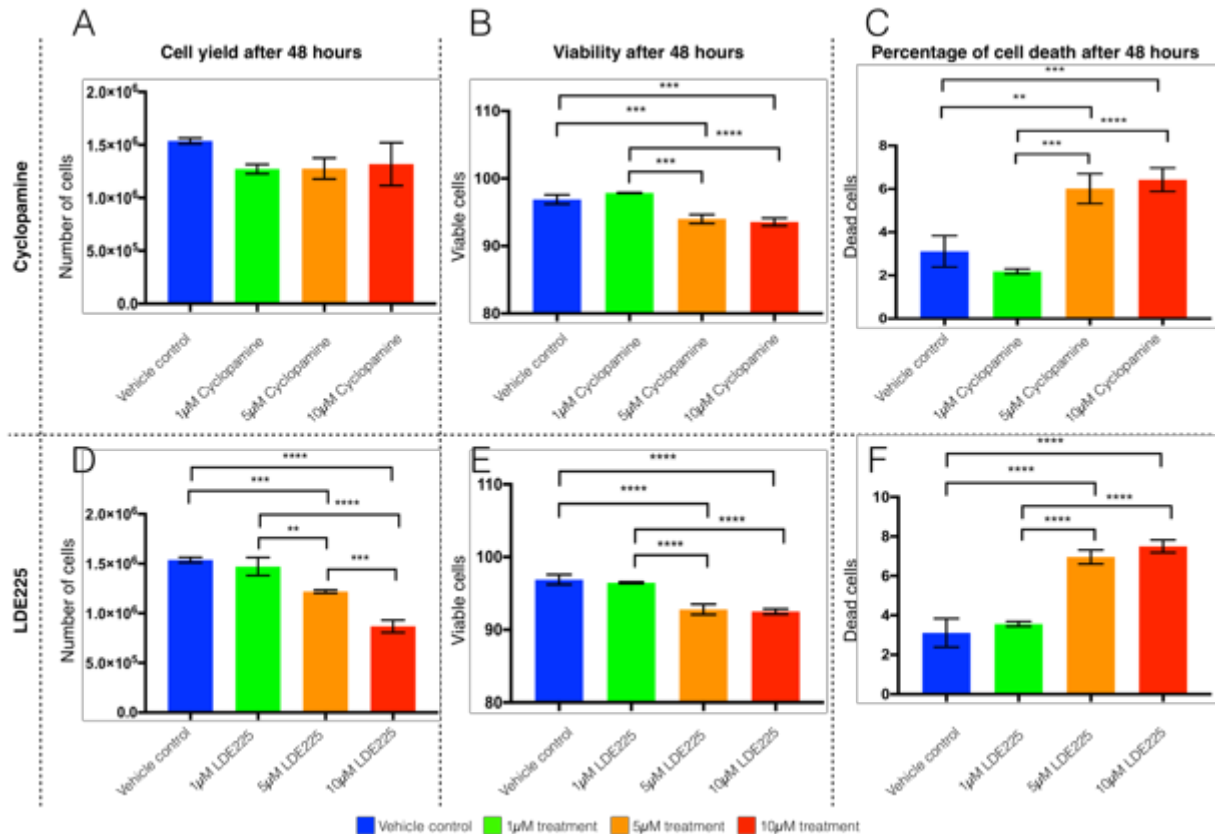 A
Cell yield after 48 hours
B
Viability after 48 hours
C
Percentage of cell death after 48 hours
Cyclopamine
Number of cells
2.0×10⁶
1.5×10⁶
1.0×10⁶
5.0×10⁵
0.0
Vehicle control
1µM Cyclopamine
5µM Cyclopamine
10µM Cyclopamine
Viable cells
110
100
90
80
***
***
****
***
Vehicle control
1µM Cyclopamine
5µM Cyclopamine
10µM Cyclopamine
Dead cells
8
6
4
2
0
***
**
****
***
Vehicle control
1µM Cyclopamine
5µM Cyclopamine
10µM Cyclopamine
LDE225
D
Number of cells
2.0×10⁶
1.5×10⁶
1.0×10⁶
5.0×10⁵
0.0
****
***
****
**
***
Vehicle control
1µM LDE225
5µM LDE225
10µM LDE225
E
Viable cells
110
100
90
80
****
****
****
****
Vehicle control
1µM LDE225
5µM LDE225
10µM LDE225
F
Dead cells
10
8
6
4
2
0
****
****
****
****
Vehicle control
1µM LDE225
5µM LDE225
10µM LDE225
Vehicle control 1µM treatment 5µM treatment 10µM treatment